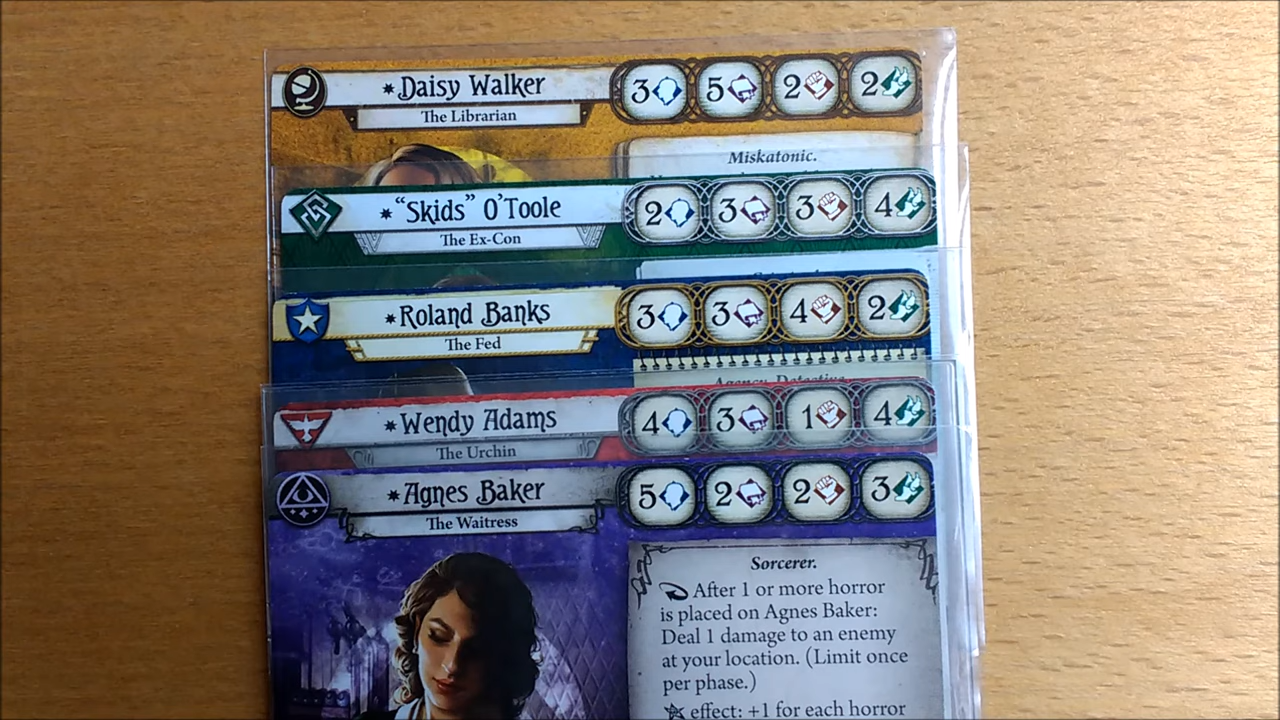 *Daisy Walker 3 5 2 2
The Librarian
Miskatonic.
*"Skids" O'Toole 2 3 3 4
The Ex-Con
*Roland Banks 3 3 4 2
The Fed
Agency. Detective.
*Wendy Adams 4 3 1 4
The Urchin
*Agnes Baker 5 2 2 3
The Waitress
Sorcerer.
After 1 or more horror
is placed on Agnes Baker:
Deal 1 damage to an enemy
at your location. (Limit once
per phase.)
effect: +1 for each horror